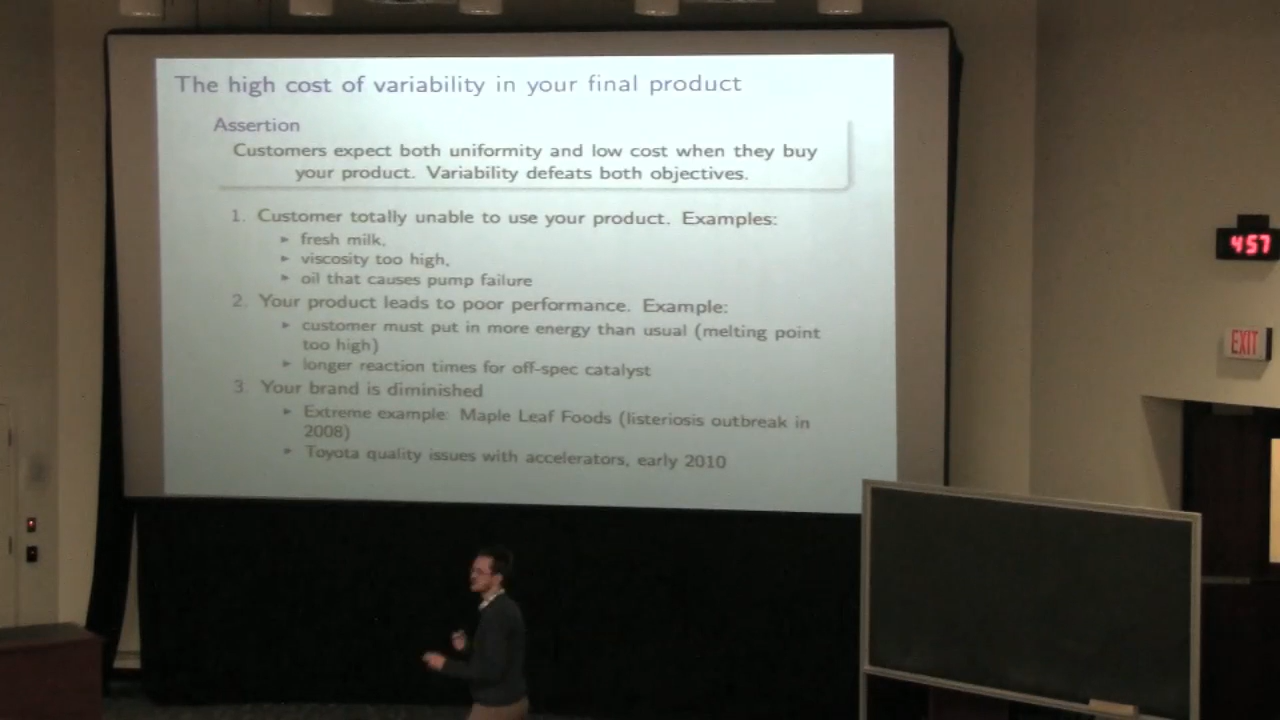 The high cost of variability in your final product
Assertion
Customers expect both uniformity and low cost when they buy
your product. Variability defeats both objectives.
1. Customer totally unable to use your product. Examples:
► fresh milk,
► viscosity too high,
► oil that causes pump failure
2. Your product leads to poor performance. Example:
► customer must put in more energy than usual (melting point
too high)
► longer reaction times for off-spec catalyst
3. Your brand is diminished
► Extreme example: Maple Leaf Foods (listeriosis outbreak in
2008)
► Toyota quality issues with accelerators, early 2010
457
EXIT